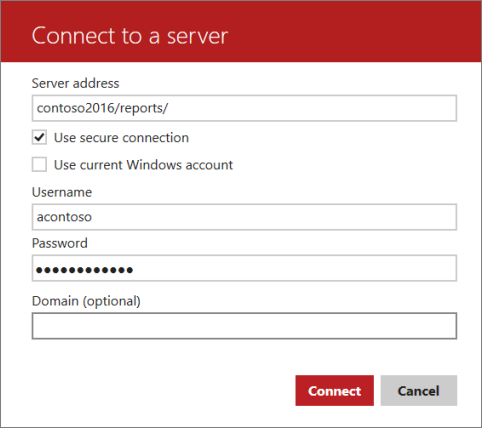 Connect to a server
Server address
contoso2016/reports/
Use secure connection
Use current Windows account
Username
acontoso
Password
●●●●●●●●●●●●
Domain (optional)
Connect Cancel